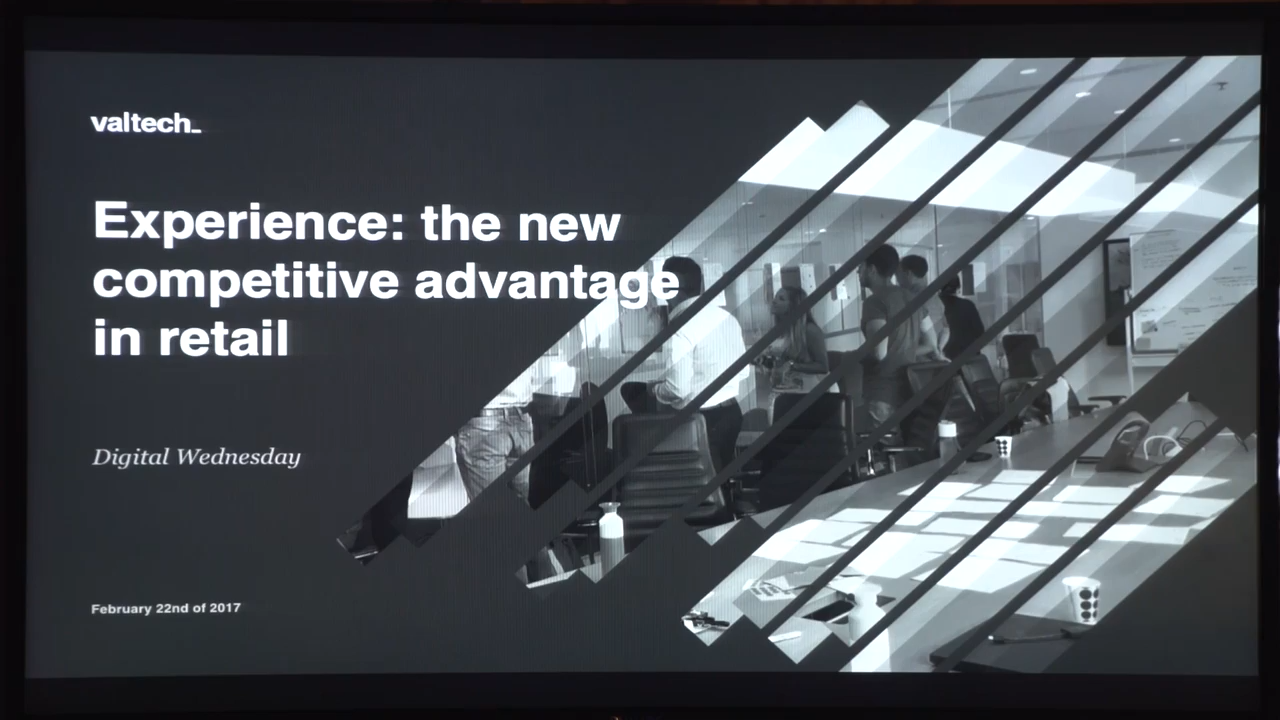 valtech_
Experience: the new
competitive advantage
in retail
Digital Wednesday
February 22nd of 2017